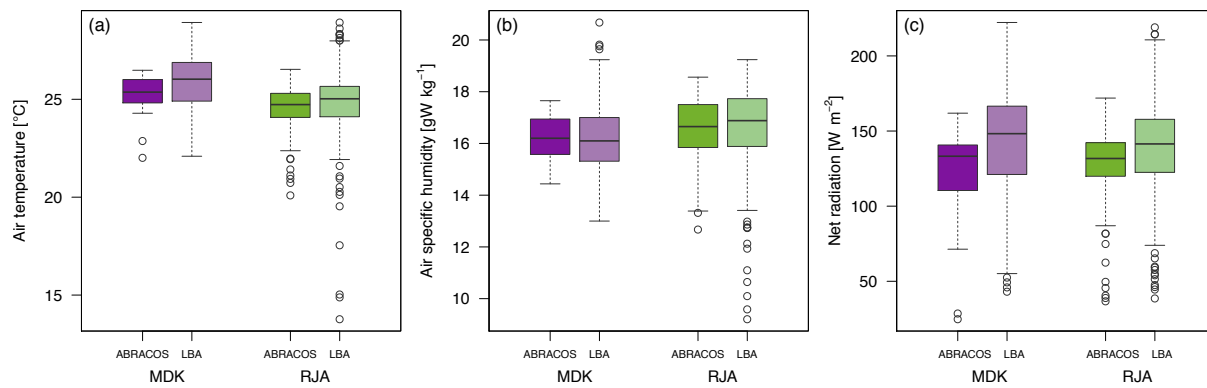 (a)
Air temperature [°C]
25
20
15
ABRACOS LBA ABRACOS LBA
MDK RJA
(b)
Air specific humidity [gW kg⁻¹]
20
18
16
14
12
10
ABRACOS LBA ABRACOS LBA
MDK RJA
(c)
Net radiation [W m⁻²]
200
150
100
50
ABRACOS LBA ABRACOS LBA
MDK RJA